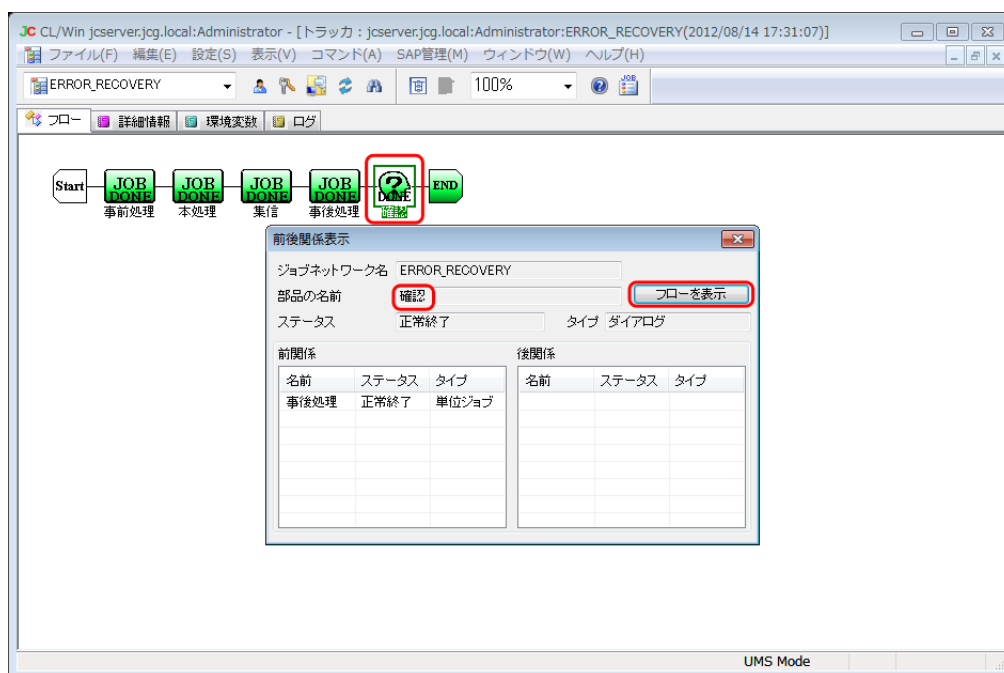 JC CL/Win jcserver.jcg.local:Administrator - [トラッカ : jcserver.jcg.local:Administrator:ERROR_RECOVERY(2012/08/14 17:31:07)]
ファイル(F) 編集(E) 設定(S) 表示(V) コマンド(A) SAP管理(M) ウィンドウ(W) ヘルプ(H)
ERROR_RECOVERY 100% JOB
フロー 詳細情報 環境変数 ログ
Start JOB DONE JOB DONE JOB DONE JOB DONE ? DONE END
事前処理 本処理 集信 事後処理 確認
前後関係表示
ジョブネットワーク名 ERROR_RECOVERY
部品の名前 確認 フローを表示
ステータス 正常終了 タイプ ダイアログ
前関係 後関係
名前 ステータス タイプ 名前 ステータス タイプ
事後処理 正常終了 単位ジョブ
UMS Mode